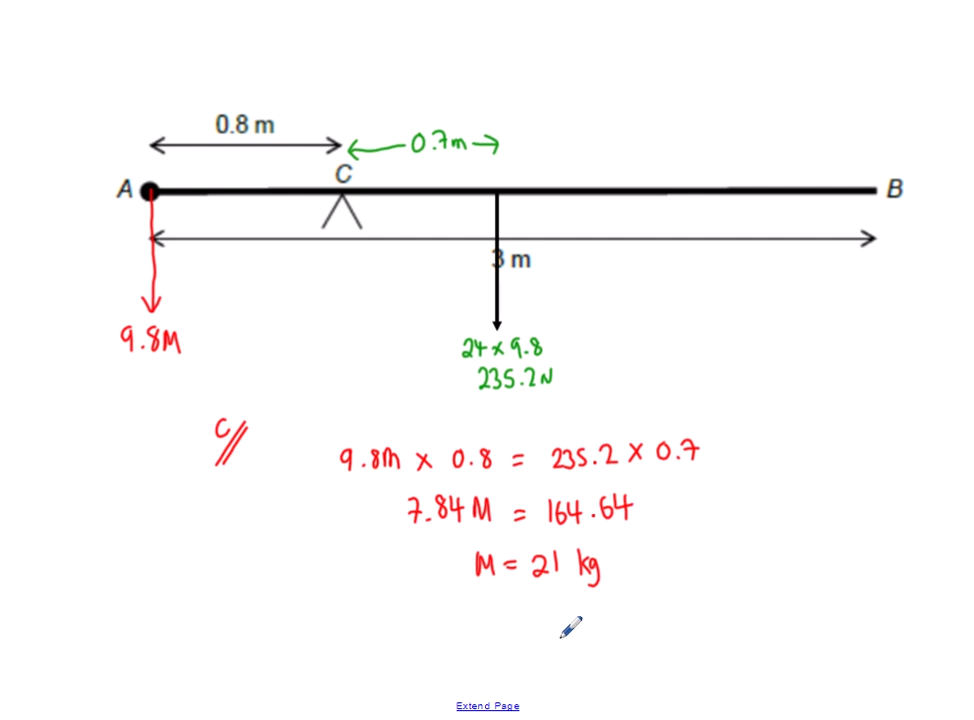 0.8 m
0.7m
A
C
B
3 m
9.8M
24 × 9.8
235.2N
C
9.8M × 0.8 = 235.2 × 0.7
7.84M = 164.64
M = 21 kg
Extend Page